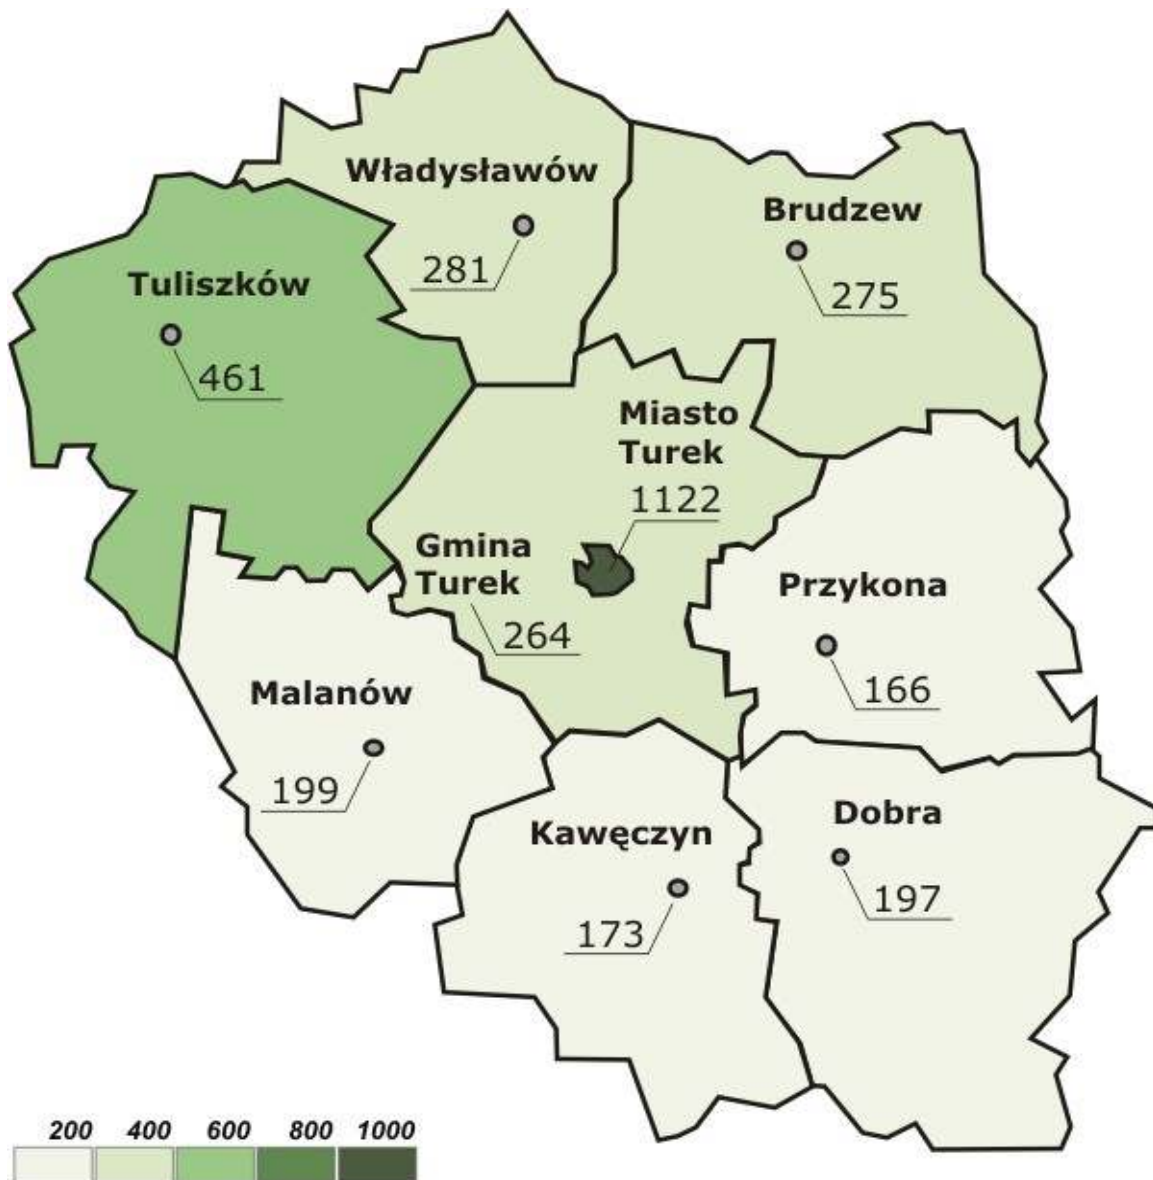 Władysławów
281
Brudzew
275
Tuliszków
461
Miasto
Turek
1122
Gmina
Turek
264
Przykona
166
Malanów
199
Kawęczyn
173
Dobra
197
200 400 600 800 1000